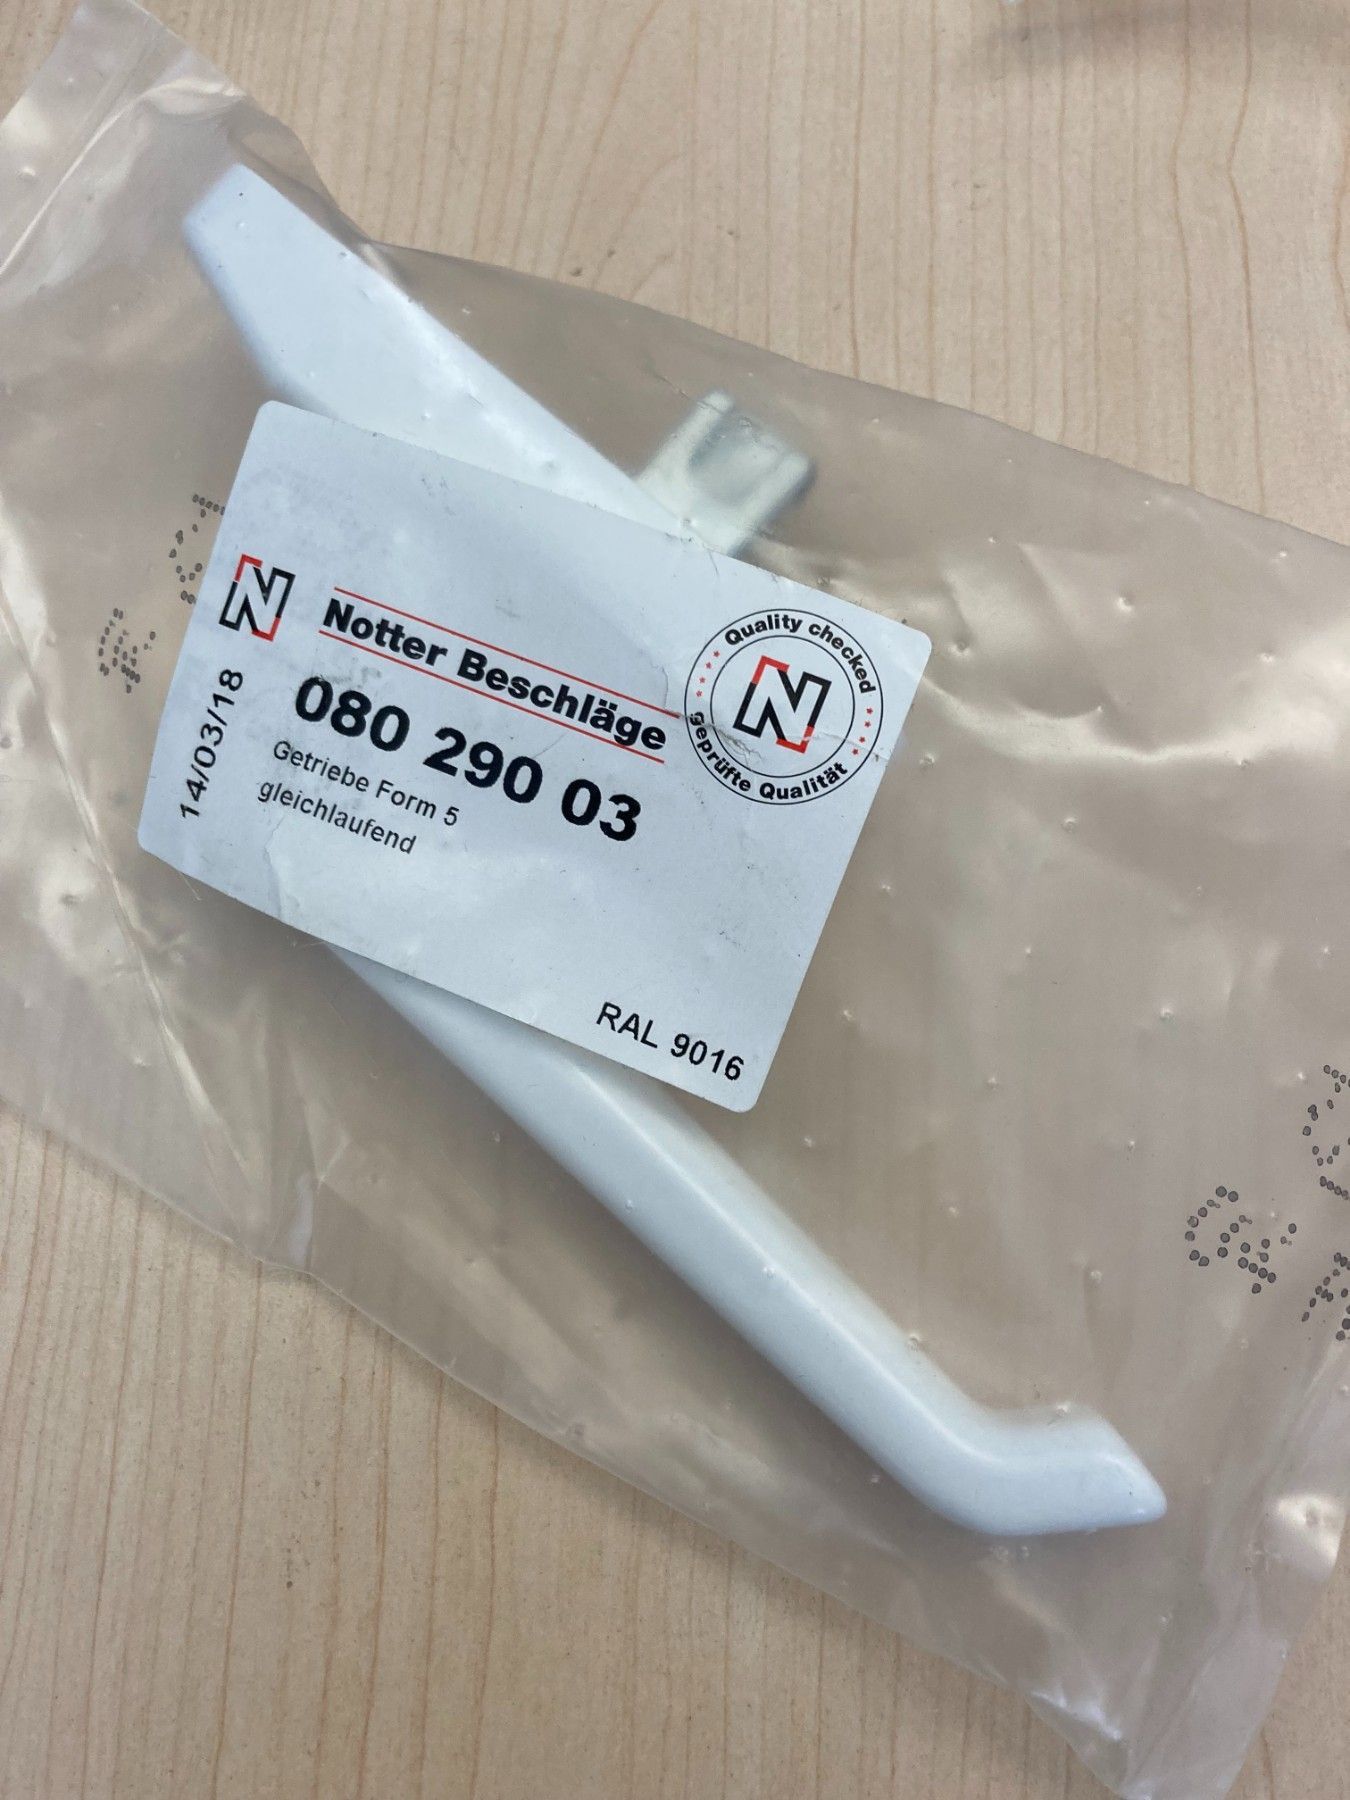 N
Notter Beschläge
Quality checked
N
geprüfte Qualität
14/03/18
080 290 03
Getriebe Form 5
gleichlaufend
RAL 9016